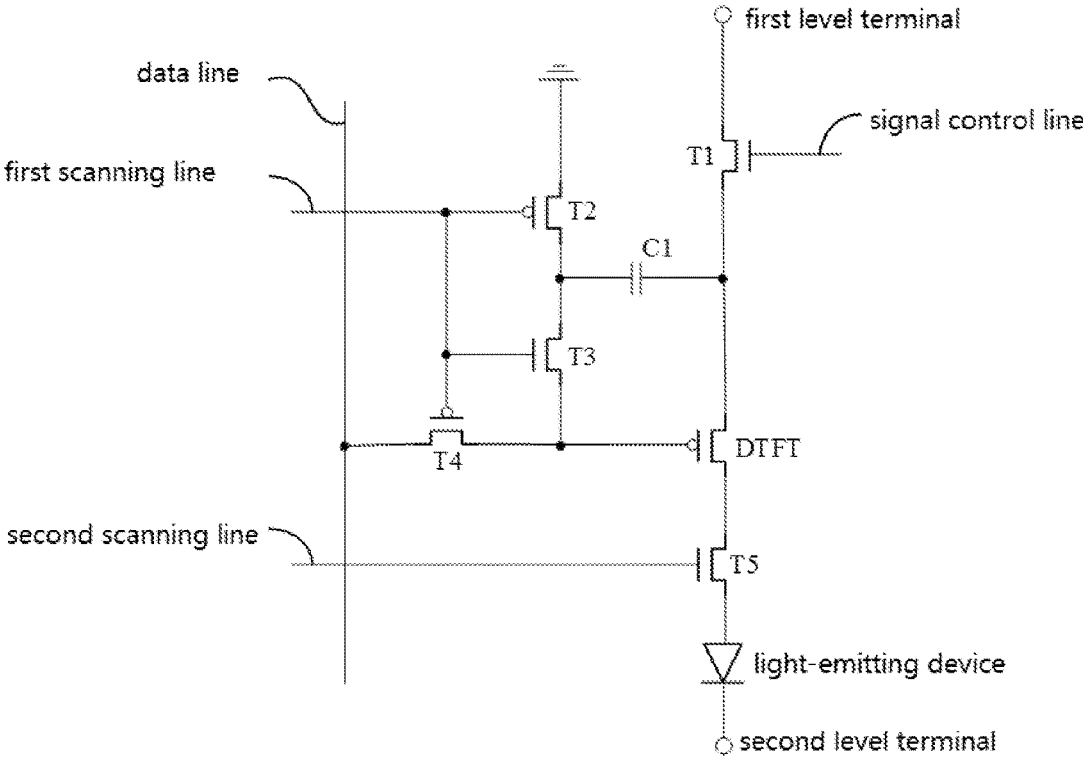 first level terminal
data line
signal control line
T1
first scanning line
T2
C1
T3
DTFT
T4
second scanning line
T5
light-emitting device
second level terminal